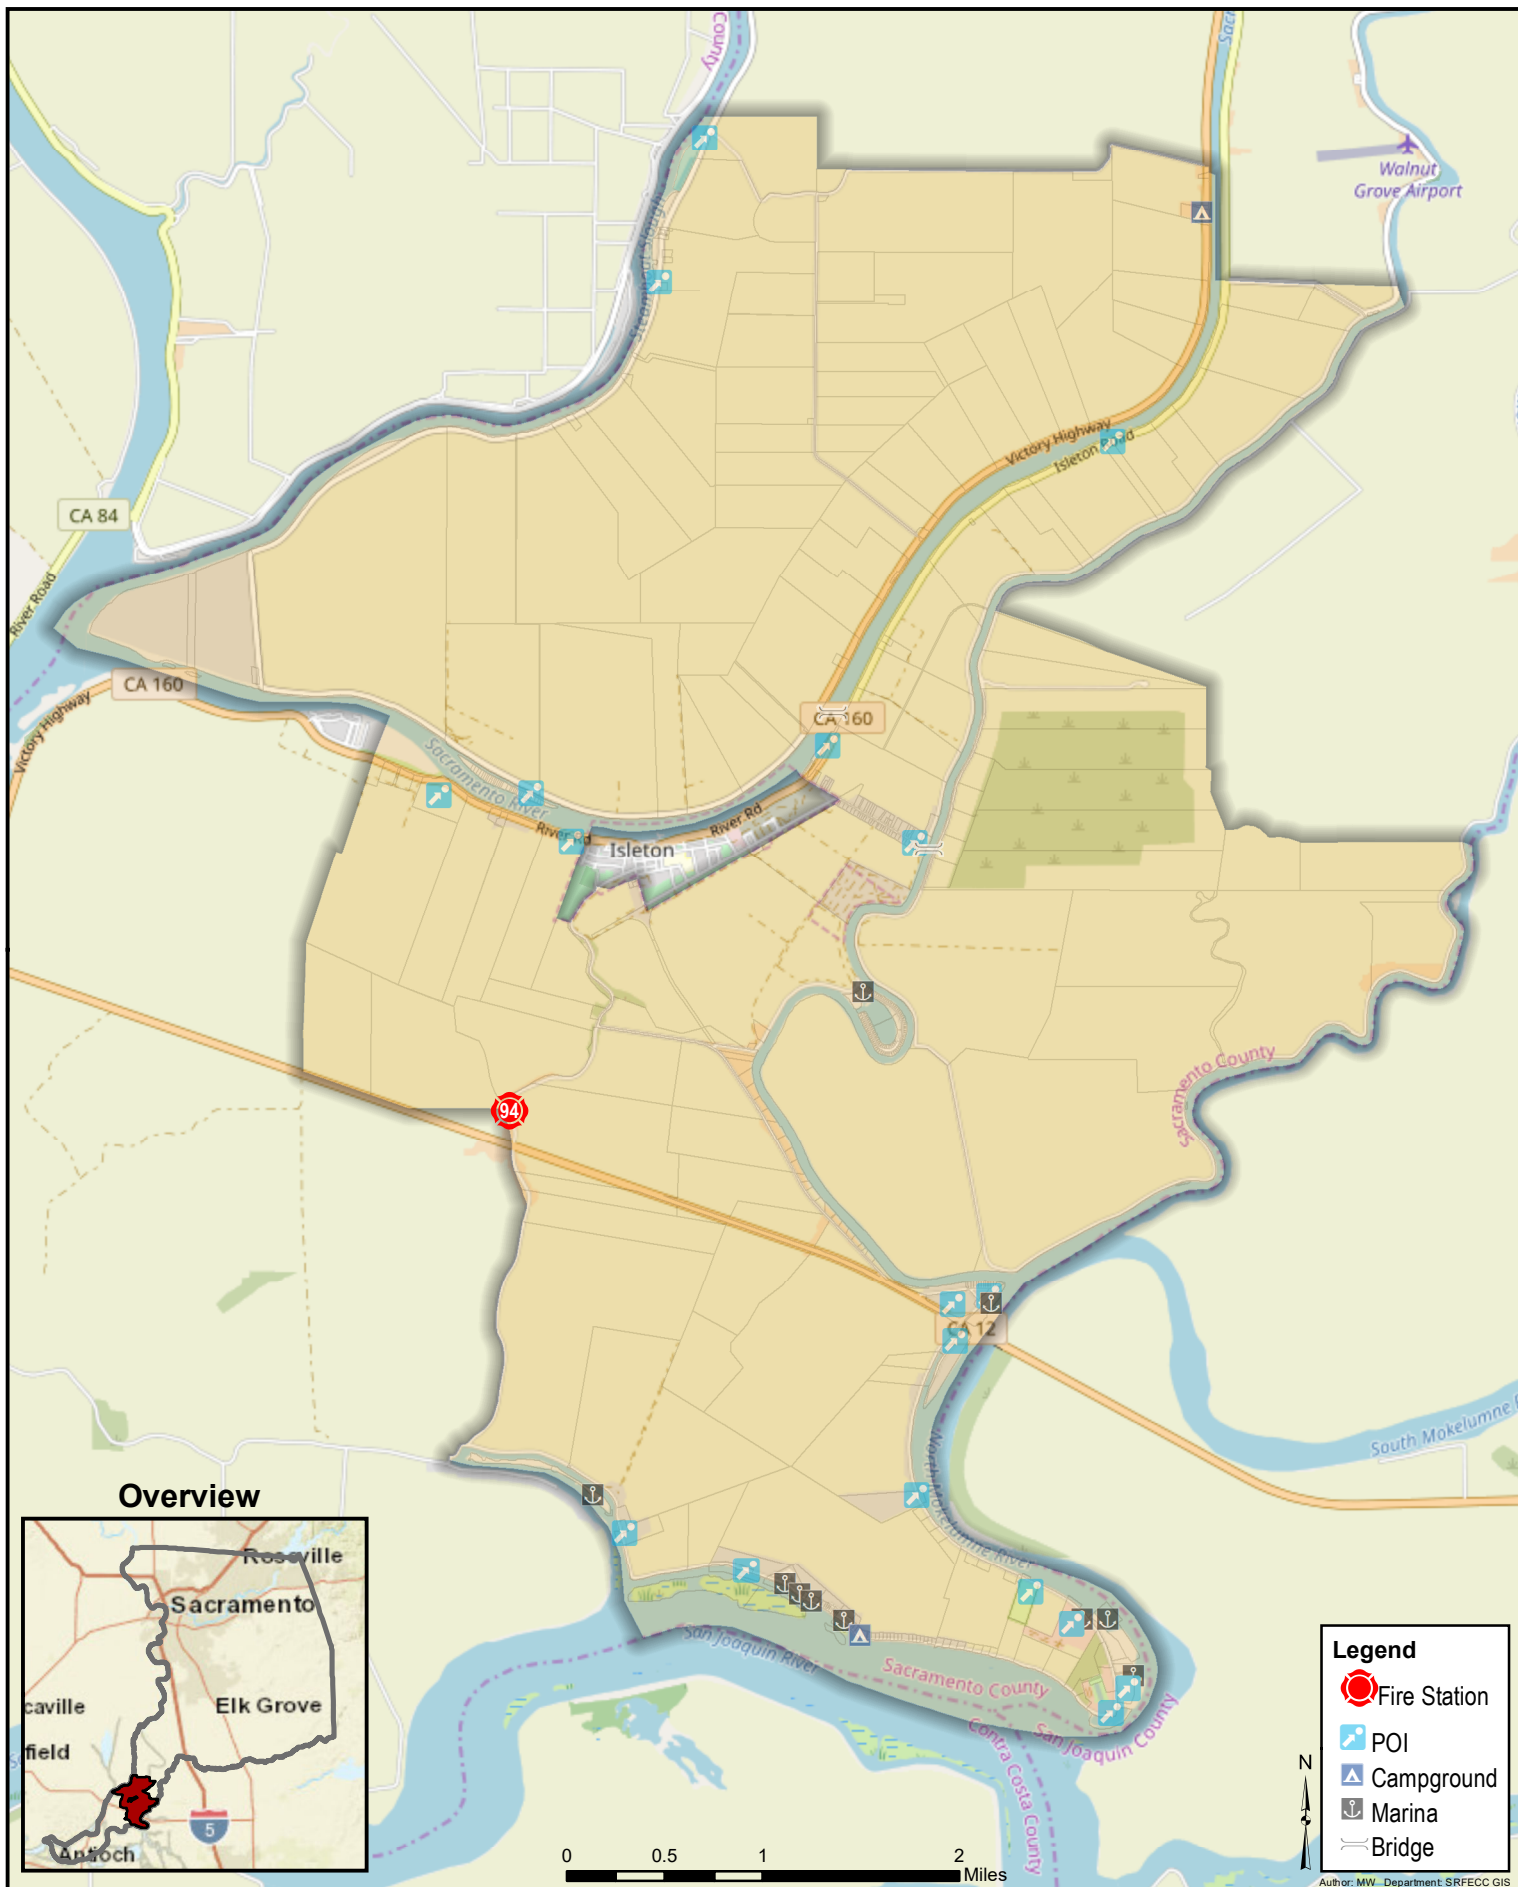 County
Sac
Walnut
Grove Airport
Steamboat Slough
Victory Highway
Isleton Road
CA 84
River Road
CA 160
Victory Highway
CA 160
Sacramento River
River Rd
River Rd
Isleton
Sacramento County
94
CA 12
South Mokelumne
North Mokelumne River
San Joaquin River
Sacramento County
San Joaquin County
Contra Costa County
Overview
Roseville
Sacramento
Elk Grove
caville
field
5
Antioch
0 0.5 1 2
Miles
N
Legend
Fire Station
POI
Campground
Marina
Bridge
Author: MW Department: SRFECC GIS